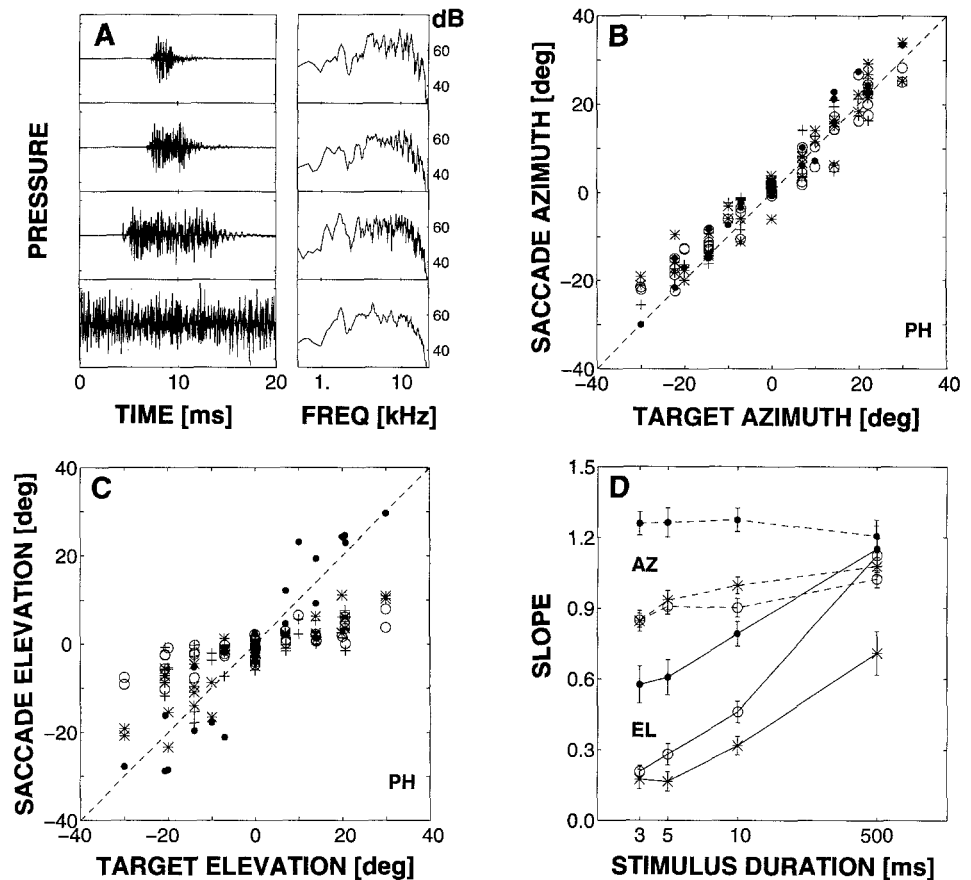 A
dB
60
40
60
40
60
40
60
40
PRESSURE
0 10 20
1. 10
TIME [ms]
FREQ [kHz]
B
SACCADE AZIMUTH [deg]
40
20
0
−20
−40
−40 −20 0 20 40
PH
TARGET AZIMUTH [deg]
C
SACCADE ELEVATION [deg]
40
20
0
−20
−40
−40 −20 0 20 40
PH
TARGET ELEVATION [deg]
D
SLOPE
1.5
1.2
0.9
0.6
0.3
0.0
AZ
EL
3 5 10 500
STIMULUS DURATION [ms]